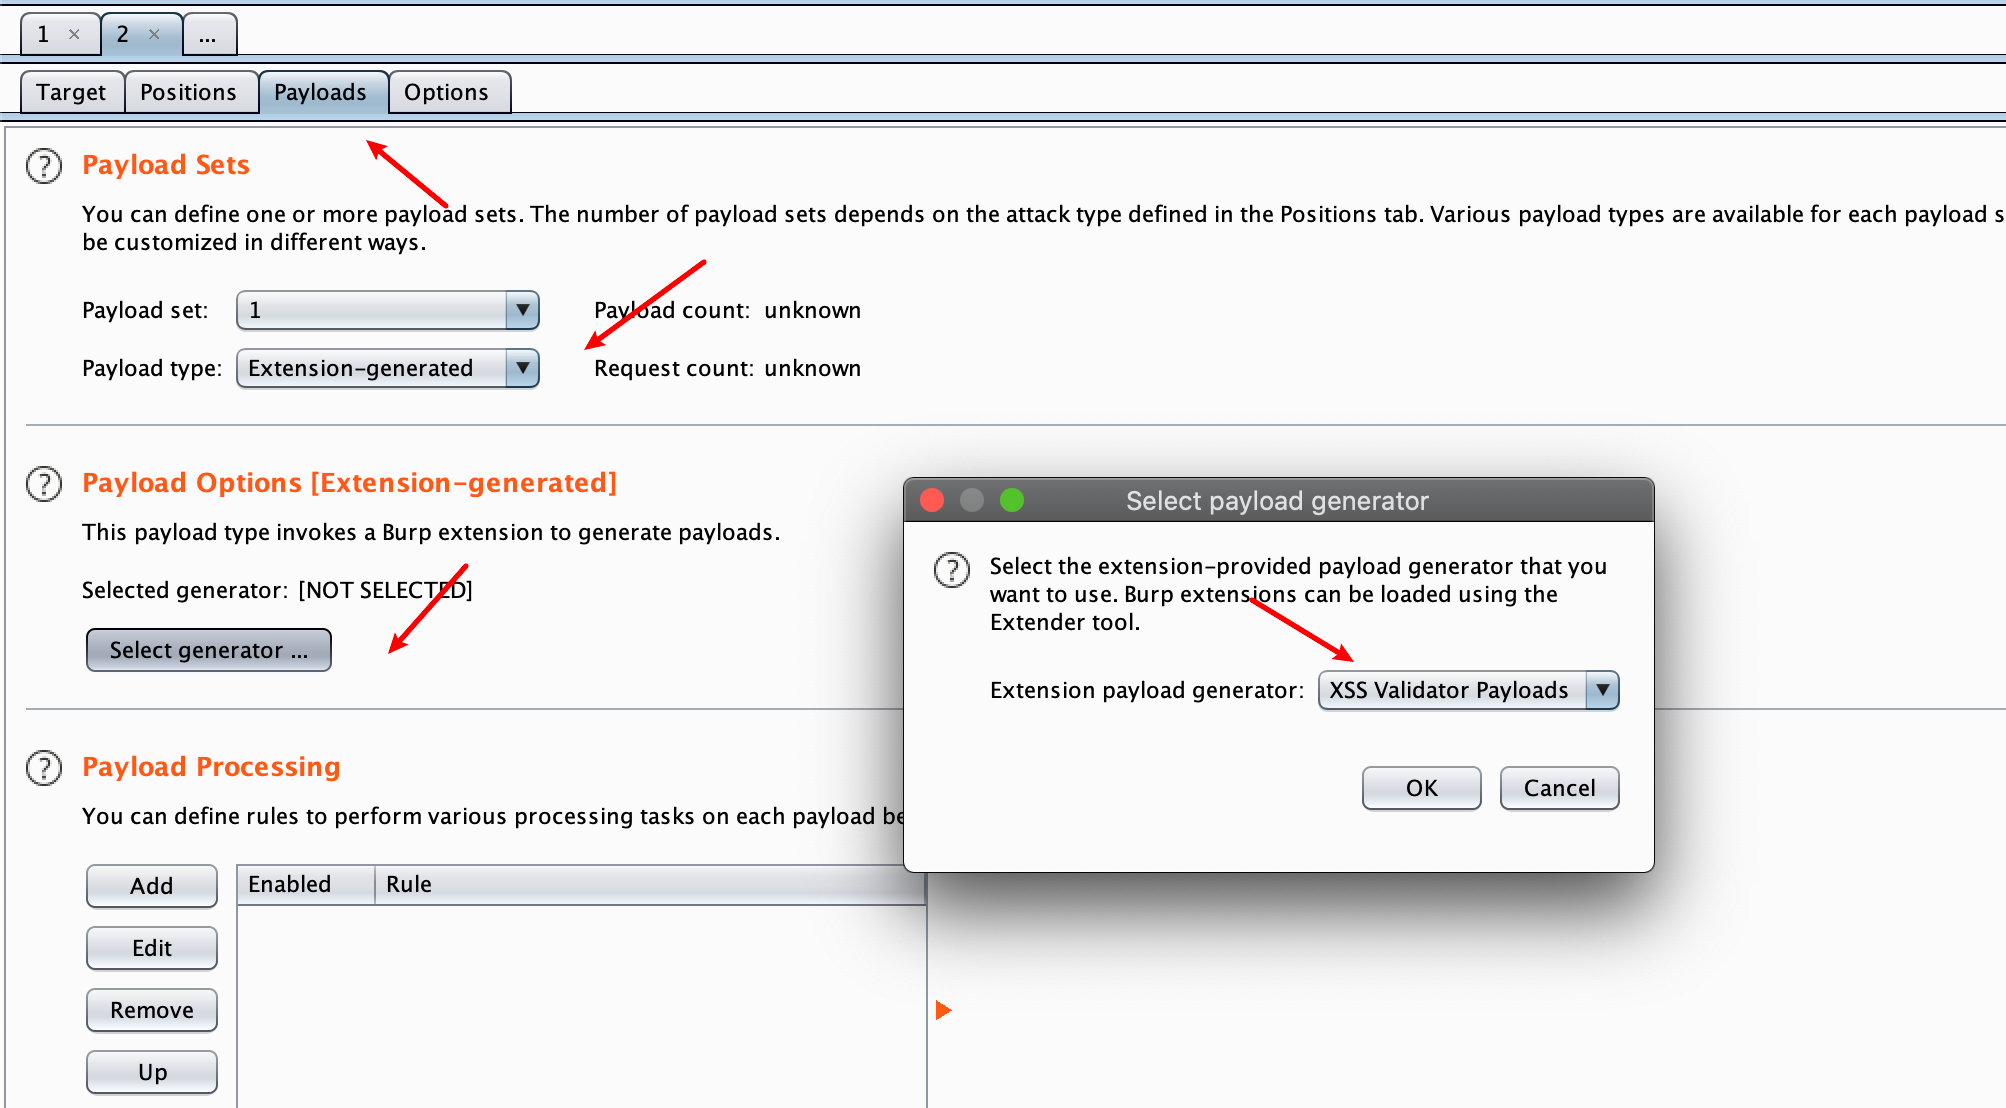 1 × 2 × ...
Target Positions Payloads Options
? Payload Sets
You can define one or more payload sets. The number of payload sets depends on the attack type defined in the Positions tab. Various payload types are available for each payload s
be customized in different ways.
Payload set: 1 Payload count: unknown
Payload type: Extension-generated Request count: unknown
? Payload Options [Extension-generated]
This payload type invokes a Burp extension to generate payloads.
Selected generator: [NOT SELECTED]
Select generator ...
? Payload Processing
You can define rules to perform various processing tasks on each payload be
Enabled Rule
Add
Edit
Remove
Up
Select payload generator
? Select the extension-provided payload generator that you
want to use. Burp extensions can be loaded using the
Extender tool.
Extension payload generator: XSS Validator Payloads
OK Cancel